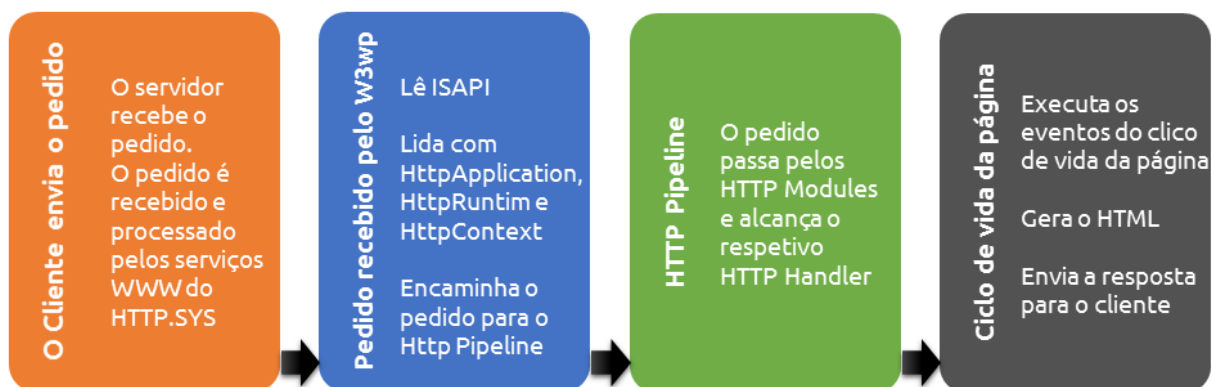 O Cliente envia o pedido
O servidor
recebe o
pedido.
O pedido é
recebido e
processado
pelos serviços
WWW do
HTTP.SYS
Pedido recebido pelo W3wp
Lê ISAPI
Lida com
HttpApplication,
HttpRuntim e
HttpContext
Encaminha o
pedido para o
Http Pipeline
HTTP Pipeline
O pedido
passa pelos
HTTP Modules
e alcança o
respetivo
HTTP Handler
Ciclo de vida da página
Executa os
eventos do clico
de vida da página
Gera o HTML
Envia a resposta
para o cliente